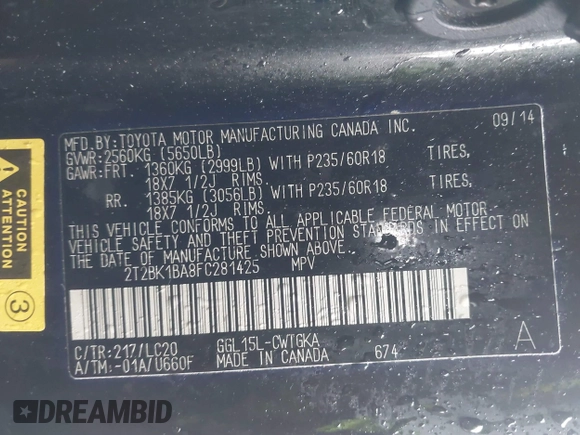 MFD.BY:TOYOTA MOTOR MANUFACTURING CANADA INC. 09/14
GVWR:2560KG (5650LB)
GAWR:FRT. 1360KG (2999LB) WITH P235/60R18 TIRES,
18X7 1/2J RIMS
RR. 1385KG (3056LB) WITH P235/60R18 TIRES,
18X7 1/2J RIMS
THIS VEHICLE CONFORMS TO ALL APPLICABLE FEDERAL MOTOR
VEHICLE SAFETY AND THEFT PREVENTION STANDARDS IN EFFECT ON
THE DATE OF MANUFACTURE SHOWN ABOVE.
2T2BK1BA8FC281425 MPV
C/TR:217/LC20 GGL15L-CWTGKA A
A/TM:-01A/U660F MADE IN CANADA 674
3
DREAMBID